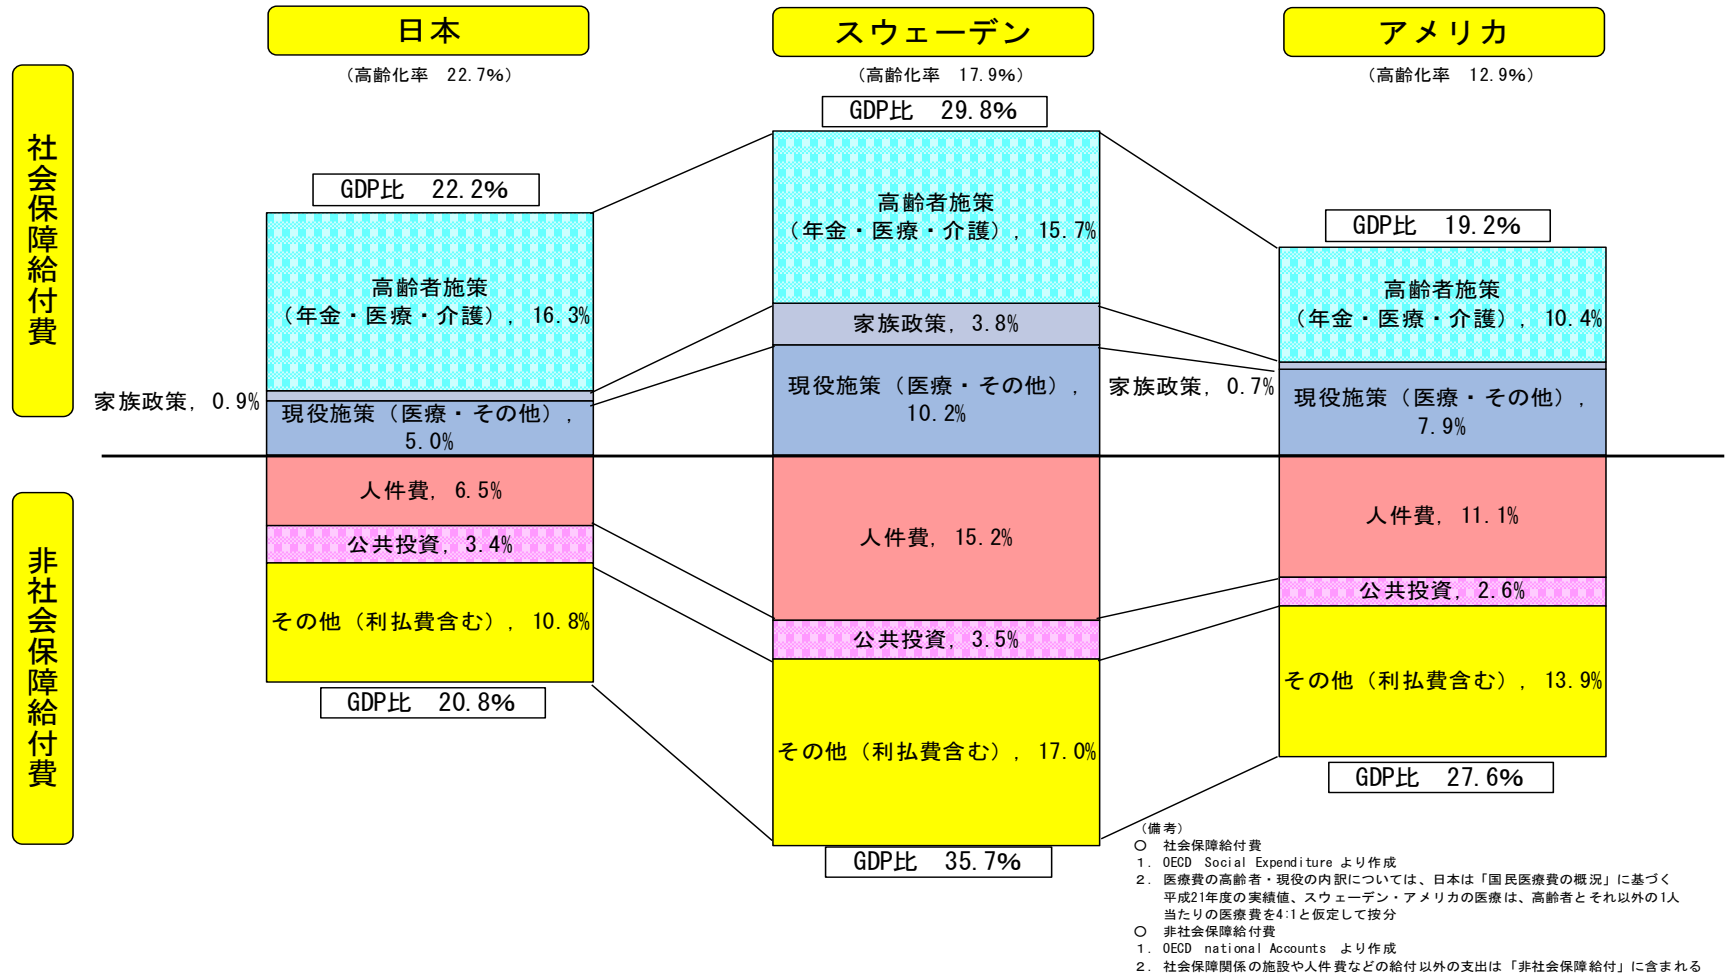 日本
スウェーデン
アメリカ
(高齢化率　22.7%)
(高齢化率　17.9%)
(高齢化率　12.9%)
社会保障給付費
非社会保障給付費
GDP比　22.2%
高齢者施策
(年金・医療・介護), 16.3%
家族政策, 0.9%
現役施策(医療・その他),
5.0%
人件費, 6.5%
公共投資, 3.4%
その他(利払費含む), 10.8%
GDP比　20.8%
GDP比　29.8%
高齢者施策
(年金・医療・介護), 15.7%
家族政策, 3.8%
現役施策(医療・その他),
10.2%
人件費, 15.2%
公共投資, 3.5%
その他(利払費含む), 17.0%
GDP比　35.7%
GDP比　19.2%
高齢者施策
(年金・医療・介護), 10.4%
家族政策, 0.7%
現役施策(医療・その他),
7.9%
人件費, 11.1%
公共投資, 2.6%
その他(利払費含む), 13.9%
GDP比　27.6%
(備考)
○　社会保障給付費
1. OECD Social Expenditure より作成
2. 医療費の高齢者・現役の内訳については、日本は「国民医療費の概況」に基づく
平成21年度の実績値、スウェーデン・アメリカの医療は、高齢者とそれ以外の1人
当たりの医療費を4:1と仮定して按分
○　非社会保障給付費
1. OECD national Accounts より作成
2. 社会保障関係の施設や人件費などの給付以外の支出は「非社会保障給付」に含まれる